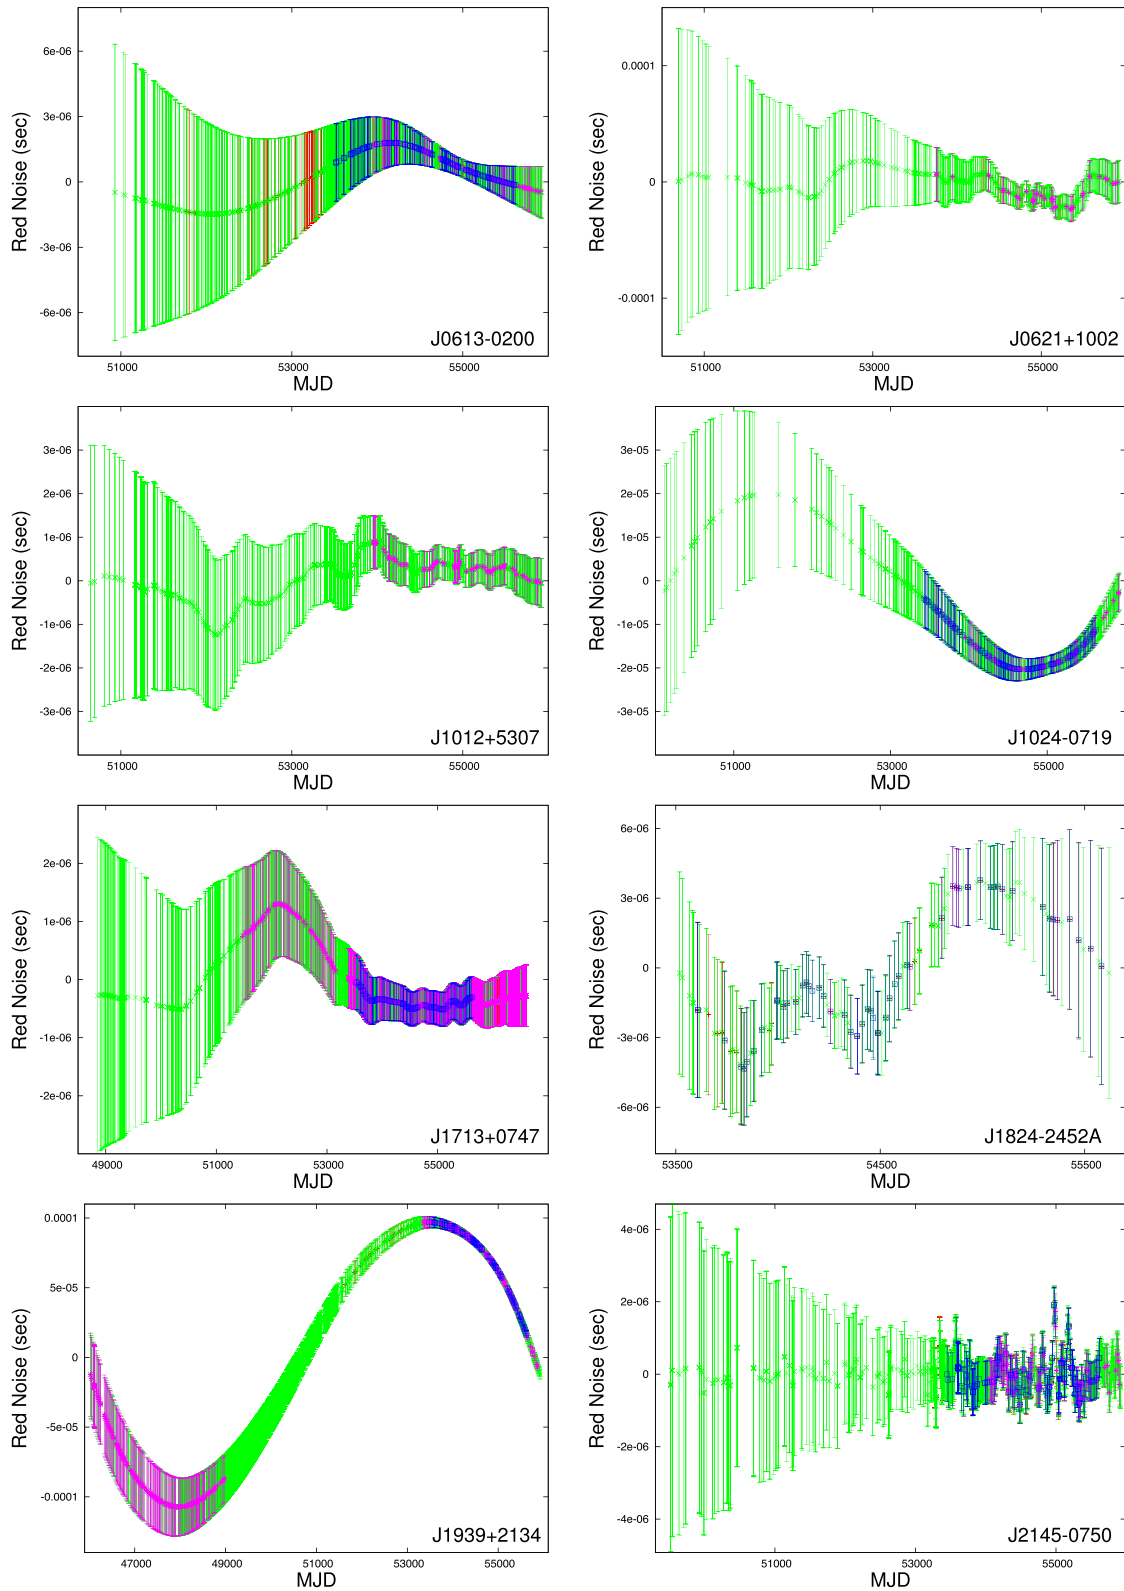 Red Noise (sec)
6e-06
3e-06
0
-3e-06
-6e-06
J0613-0200
51000 53000 55000
MJD
Red Noise (sec)
0.0001
0
-0.0001
J0621+1002
51000 53000 55000
MJD
Red Noise (sec)
3e-06
2e-06
1e-06
0
-1e-06
-2e-06
-3e-06
J1012+5307
51000 53000 55000
MJD
Red Noise (sec)
3e-05
2e-05
1e-05
0
-1e-05
-2e-05
-3e-05
J1024-0719
51000 53000 55000
MJD
Red Noise (sec)
2e-06
1e-06
0
-1e-06
-2e-06
J1713+0747
49000 51000 53000 55000
MJD
Red Noise (sec)
6e-06
3e-06
0
-3e-06
-6e-06
J1824-2452A
53500 54500 55500
MJD
Red Noise (sec)
0.0001
5e-05
0
-5e-05
-0.0001
J1939+2134
47000 49000 51000 53000 55000
MJD
Red Noise (sec)
4e-06
2e-06
0
-2e-06
-4e-06
J2145-0750
51000 53000 55000
MJD